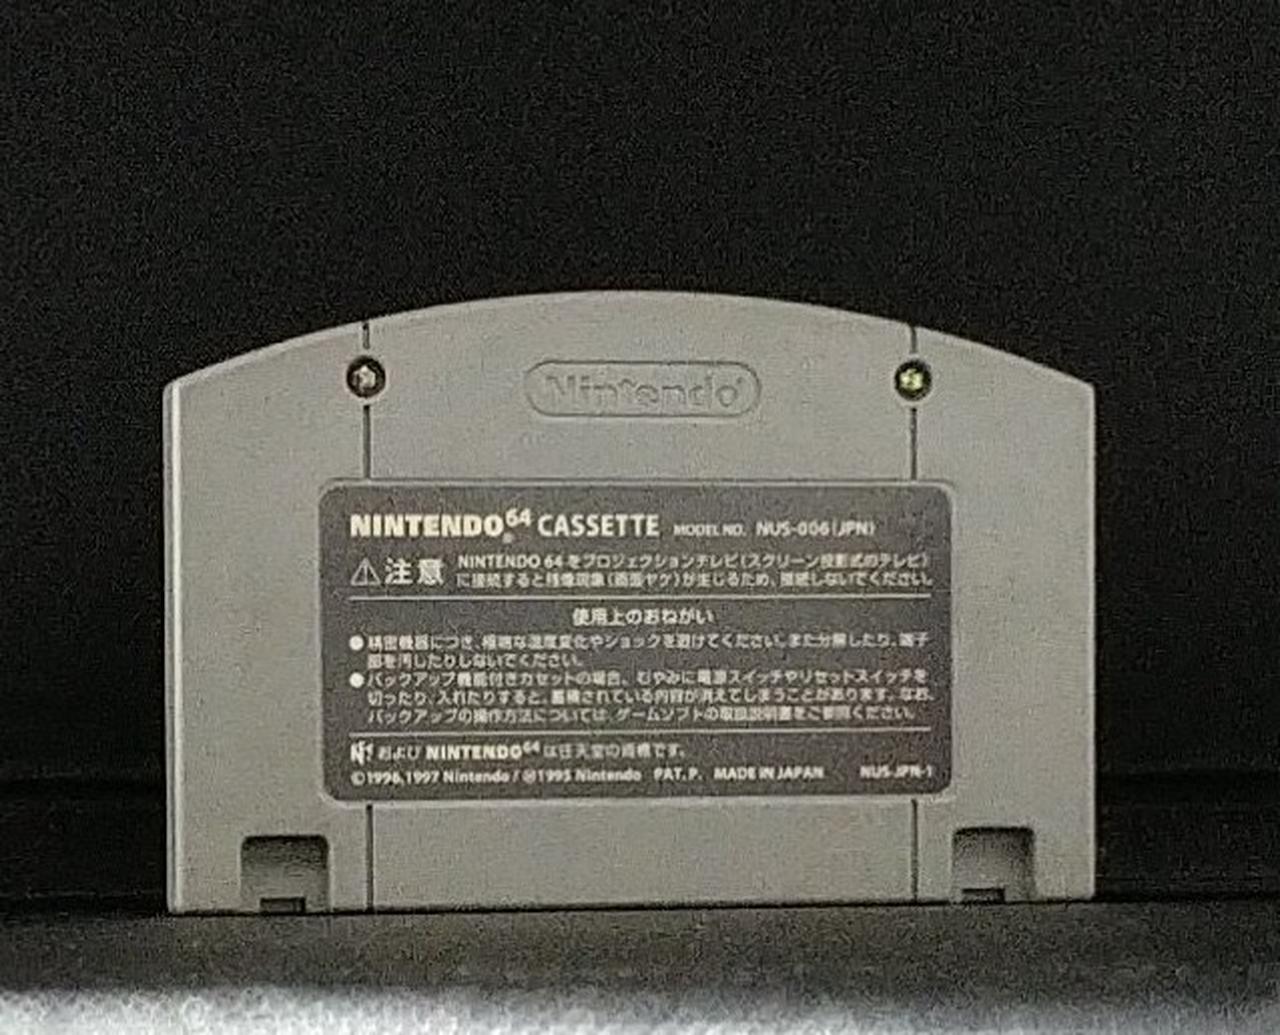 Nintendo
NINTENDO64 CASSETTE MODEL NO. NUS-006(JPN)
⚠注意 NINTENDO 64 をプロジェクションテレビ(スクリーン投影式のテレビ)
に接続すると残像現象(画面ヤケ)が生じるため、接続しないでください。
使用上のおねがい
●精密機器につき、極端な温度変化やショックを避けてください。また分解したり、端子
部を汚したりしないでください。
●バックアップ機能付きカセットの場合、むやみに電源スイッチやリセットスイッチを
切ったり、入れたりすると、蓄積されている内容が消えてしまうことがあります。なお、
バックアップの操作方法については、ゲームソフトの取扱説明書をご参照ください。
および NINTENDO64 は任天堂の商標です。
©1996,1997 Nintendo / Ⓜ1995 Nintendo PAT.P. MADE IN JAPAN NUS-JPN-1